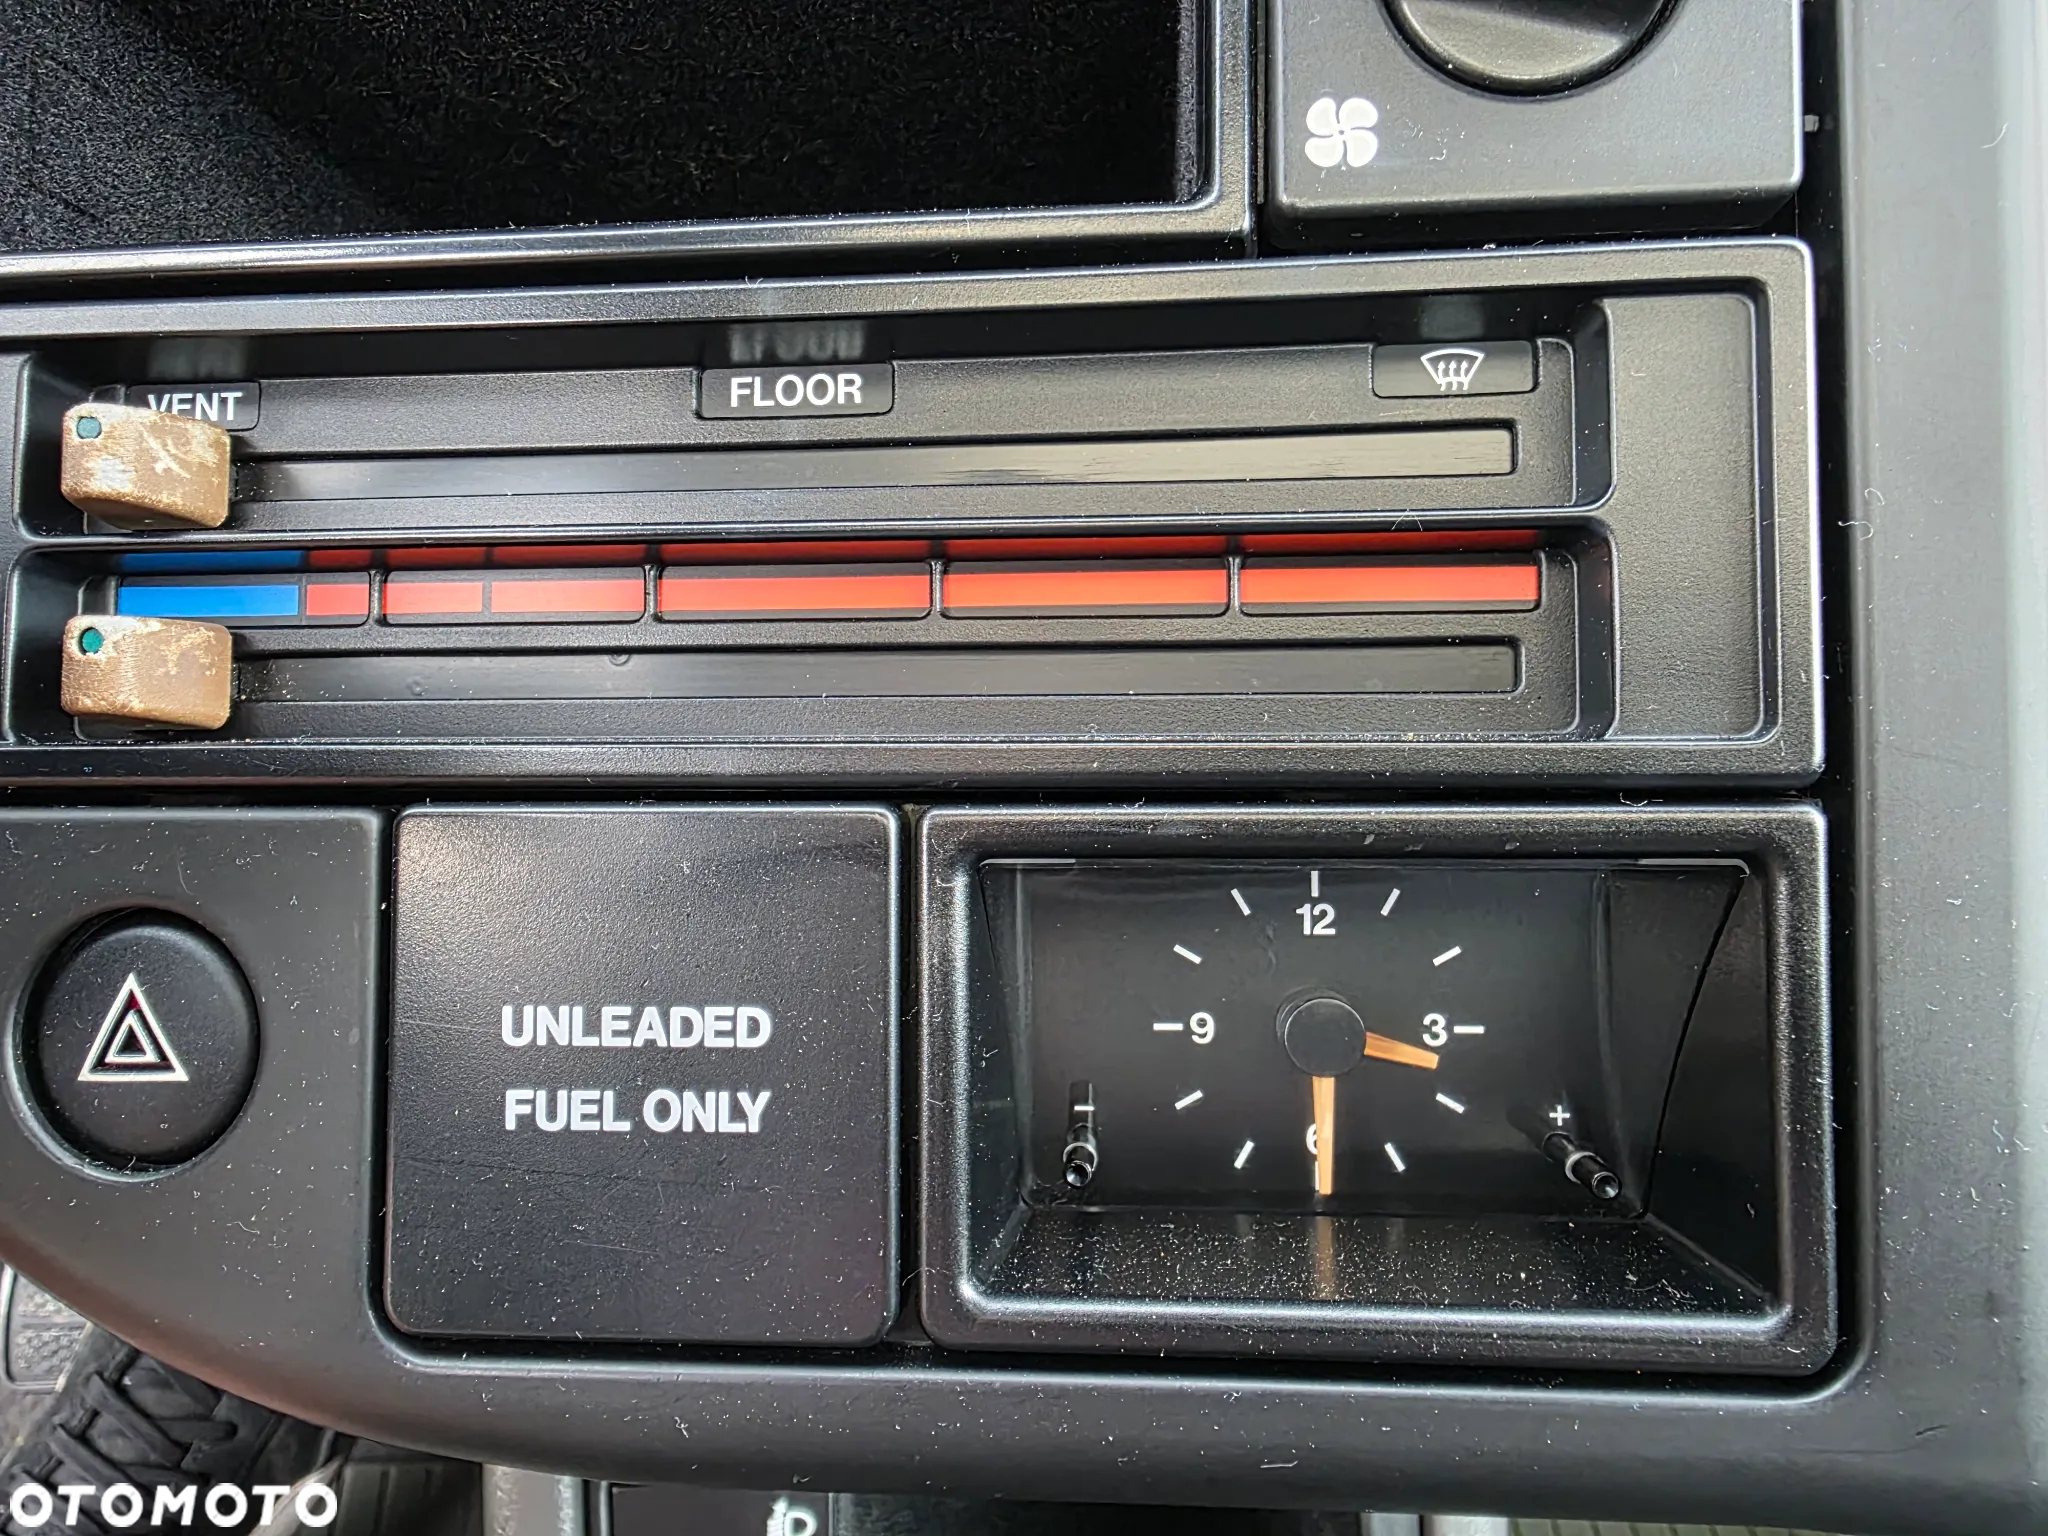 VENT
FLOOR
UNLEADED
FUEL ONLY
12
9
3
6
-
+
OTOMOTO